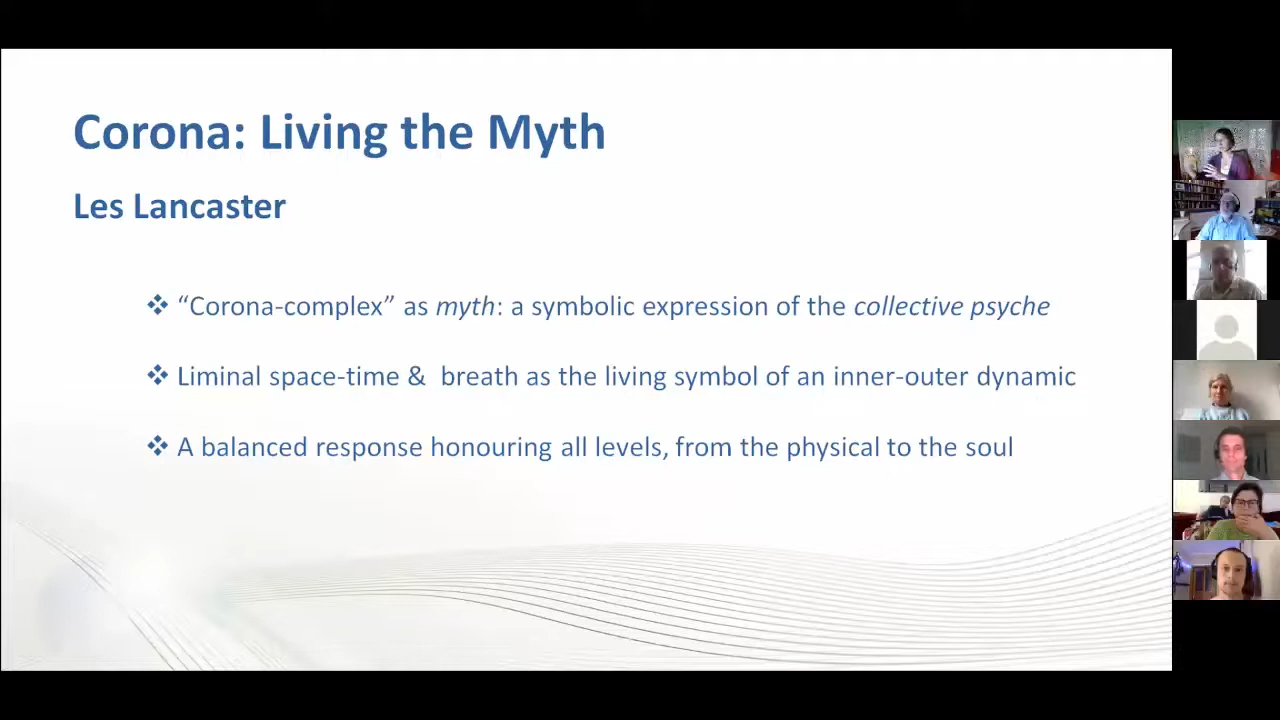 Corona: Living the Myth
Les Lancaster
“Corona-complex” as myth: a symbolic expression of the collective psyche
Liminal space-time & breath as the living symbol of an inner-outer dynamic
A balanced response honouring all levels, from the physical to the soul